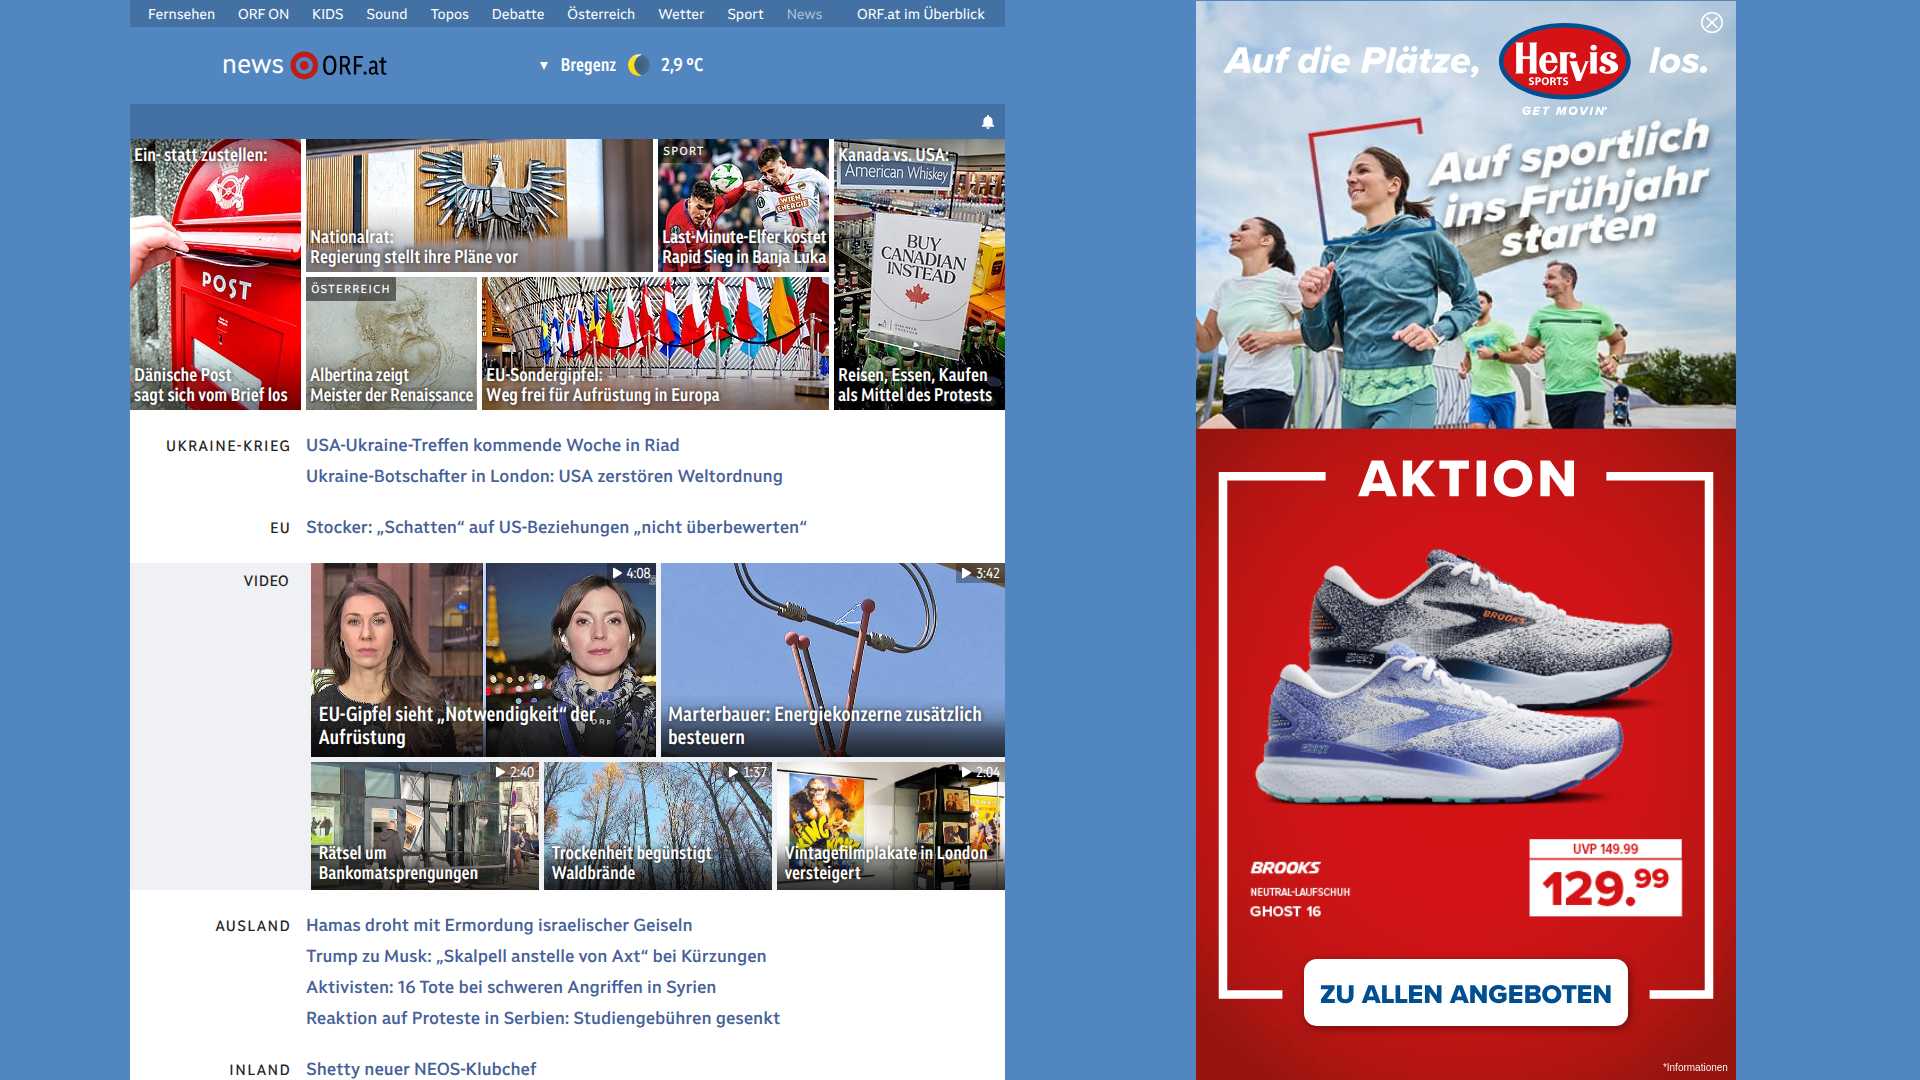 Fernsehen ORF ON KIDS Sound Topos Debatte Österreich Wetter Sport News ORF.at im Überblick
news ORF.at
Bregenz 2,9 °C
Ein- statt zustellen:
POST
Dänische Post
sagt sich vom Brief los
Nationalrat:
Regierung stellt ihre Pläne vor
SPORT
WIEN
ENERGIE
Last-Minute-Elfer kostet
Rapid Sieg in Banja Luka
Kanada vs. USA:
American Whiskey
BUY
CANADIAN
INSTEAD
Reisen, Essen, Kaufen
als Mittel des Protests
ÖSTERREICH
Albertina zeigt
Meister der Renaissance
EU-Sondergipfel:
Weg frei für Aufrüstung in Europa
UKRAINE-KRIEG
USA-Ukraine-Treffen kommende Woche in Riad
Ukraine-Botschafter in London: USA zerstören Weltordnung
EU
Stocker: „Schatten“ auf US-Beziehungen „nicht überbewerten“
VIDEO
4:08
EU-Gipfel sieht „Notwendigkeit“ der
Aufrüstung
ORF
3:42
Marterbauer: Energiekonzerne zusätzlich
besteuern
2:40
Rätsel um
Bankomatsprengungen
1:37
Trockenheit begünstigt
Waldbrände
2:04
KING
Vintagefilmplakate in London
versteigert
AUSLAND
Hamas droht mit Ermordung israelischer Geiseln
Trump zu Musk: „Skalpell anstelle von Axt“ bei Kürzungen
Aktivisten: 16 Tote bei schweren Angriffen in Syrien
Reaktion auf Proteste in Serbien: Studiengebühren gesenkt
INLAND
Shetty neuer NEOS-Klubchef
Auf die Plätze, Hervis SPORTS los.
GET MOVIN'
Auf sportlich
ins Frühjahr
starten
AKTION
BROOKS
BROOKS
NEUTRAL-LAUFSCHUH
GHOST 16
UVP 149.99
129.99
ZU ALLEN ANGEBOTEN
*Informationen